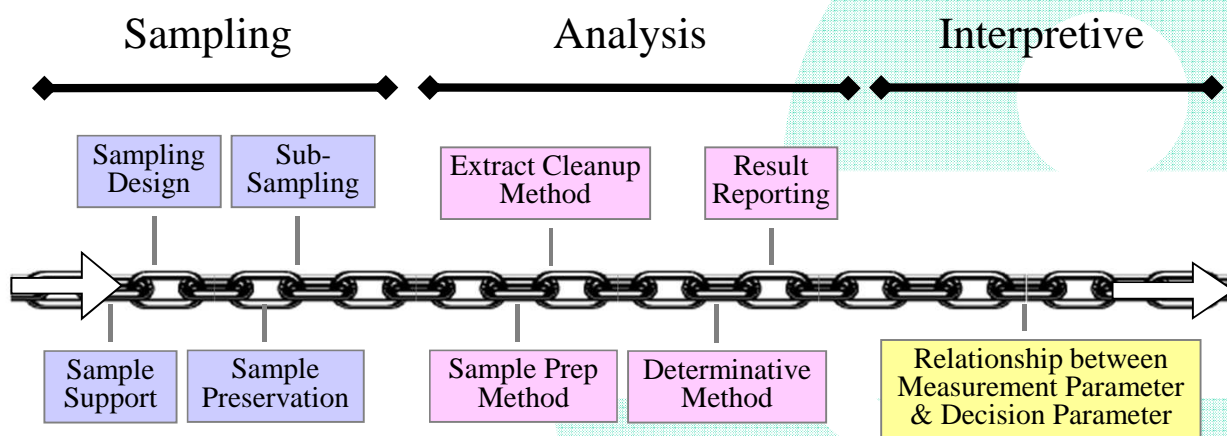 Sampling
Analysis
Interpretive
Sampling
Design
Sub-
Sampling
Extract Cleanup
Method
Result
Reporting
Sample
Support
Sample
Preservation
Sample Prep
Method
Determinative
Method
Relationship between
Measurement Parameter
& Decision Parameter